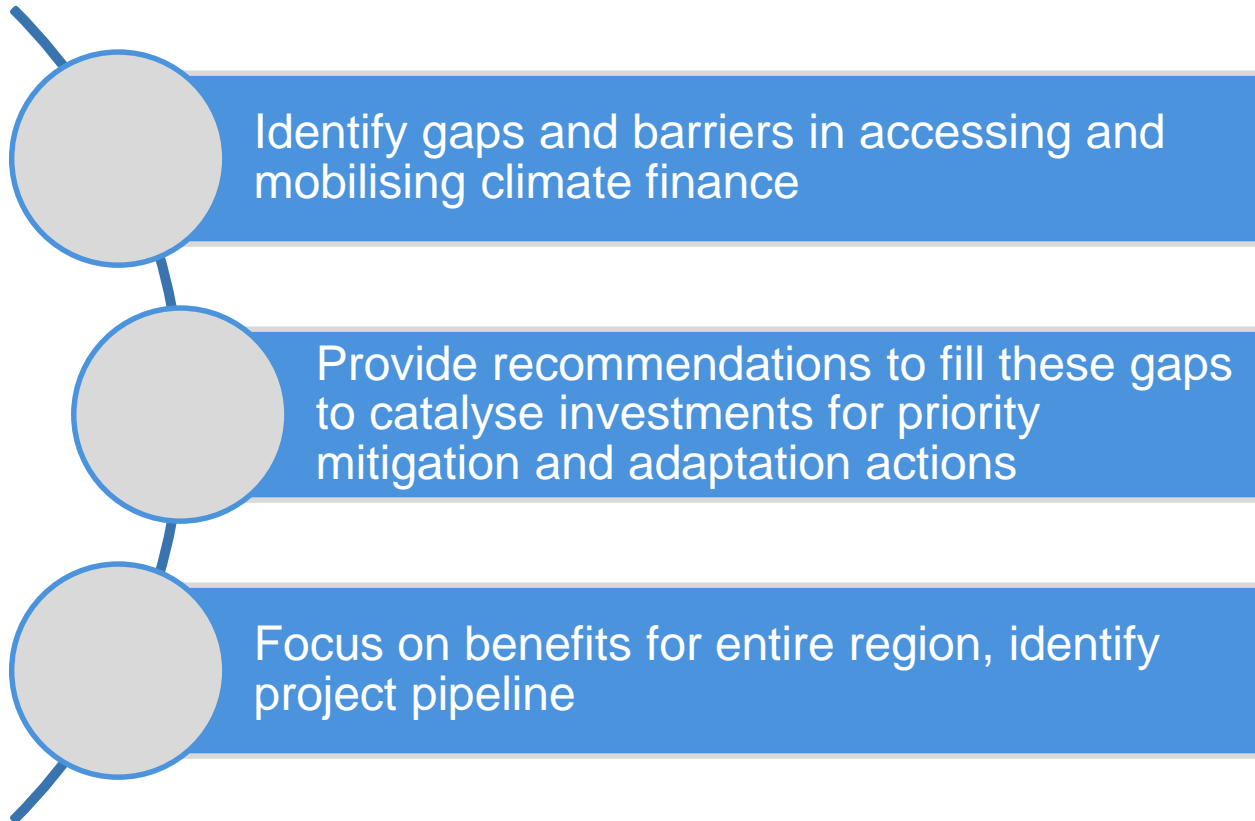 Identify gaps and barriers in accessing and
mobilising climate finance
Provide recommendations to fill these gaps
to catalyse investments for priority
mitigation and adaptation actions
Focus on benefits for entire region, identify
project pipeline